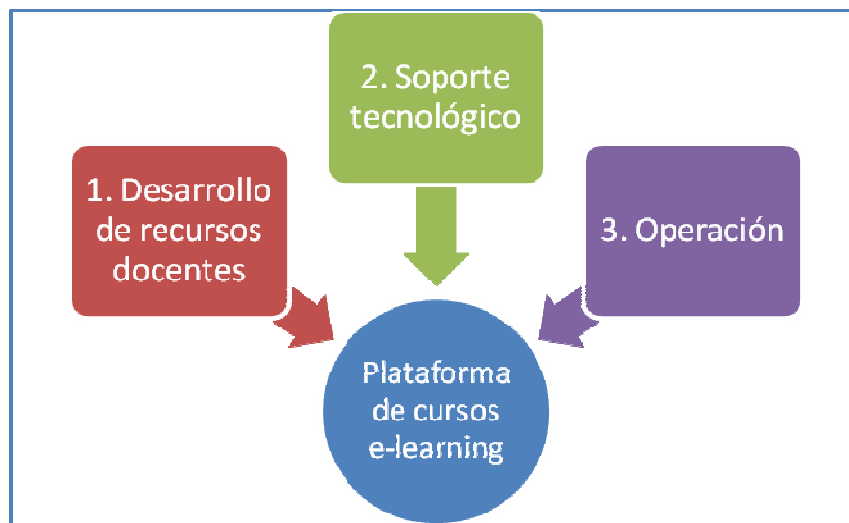 1. Desarrollo
de recursos
docentes
2. Soporte
tecnológico
3. Operación
Plataforma
de cursos
e-learning